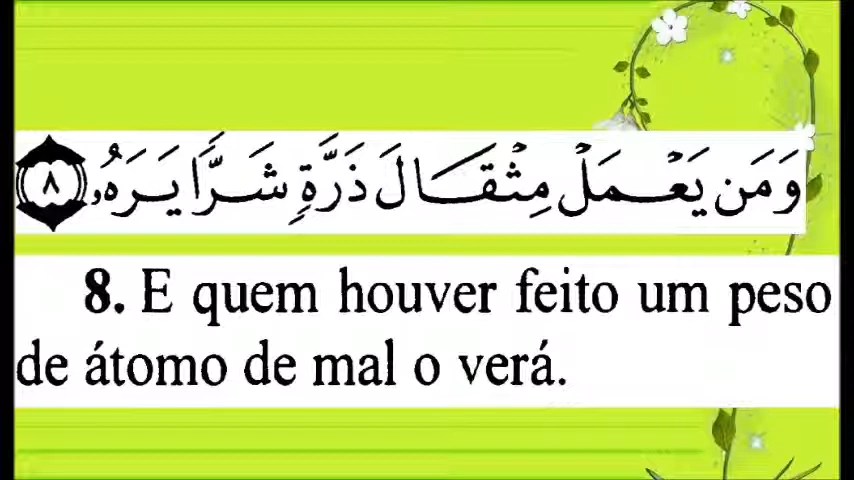 وَمَن يَعْمَلْ مِثْقَالَ ذَرَّةٍ شَرًّا يَرَهُۥ ٨
8. E quem houver feito um peso
de átomo de mal o verá.